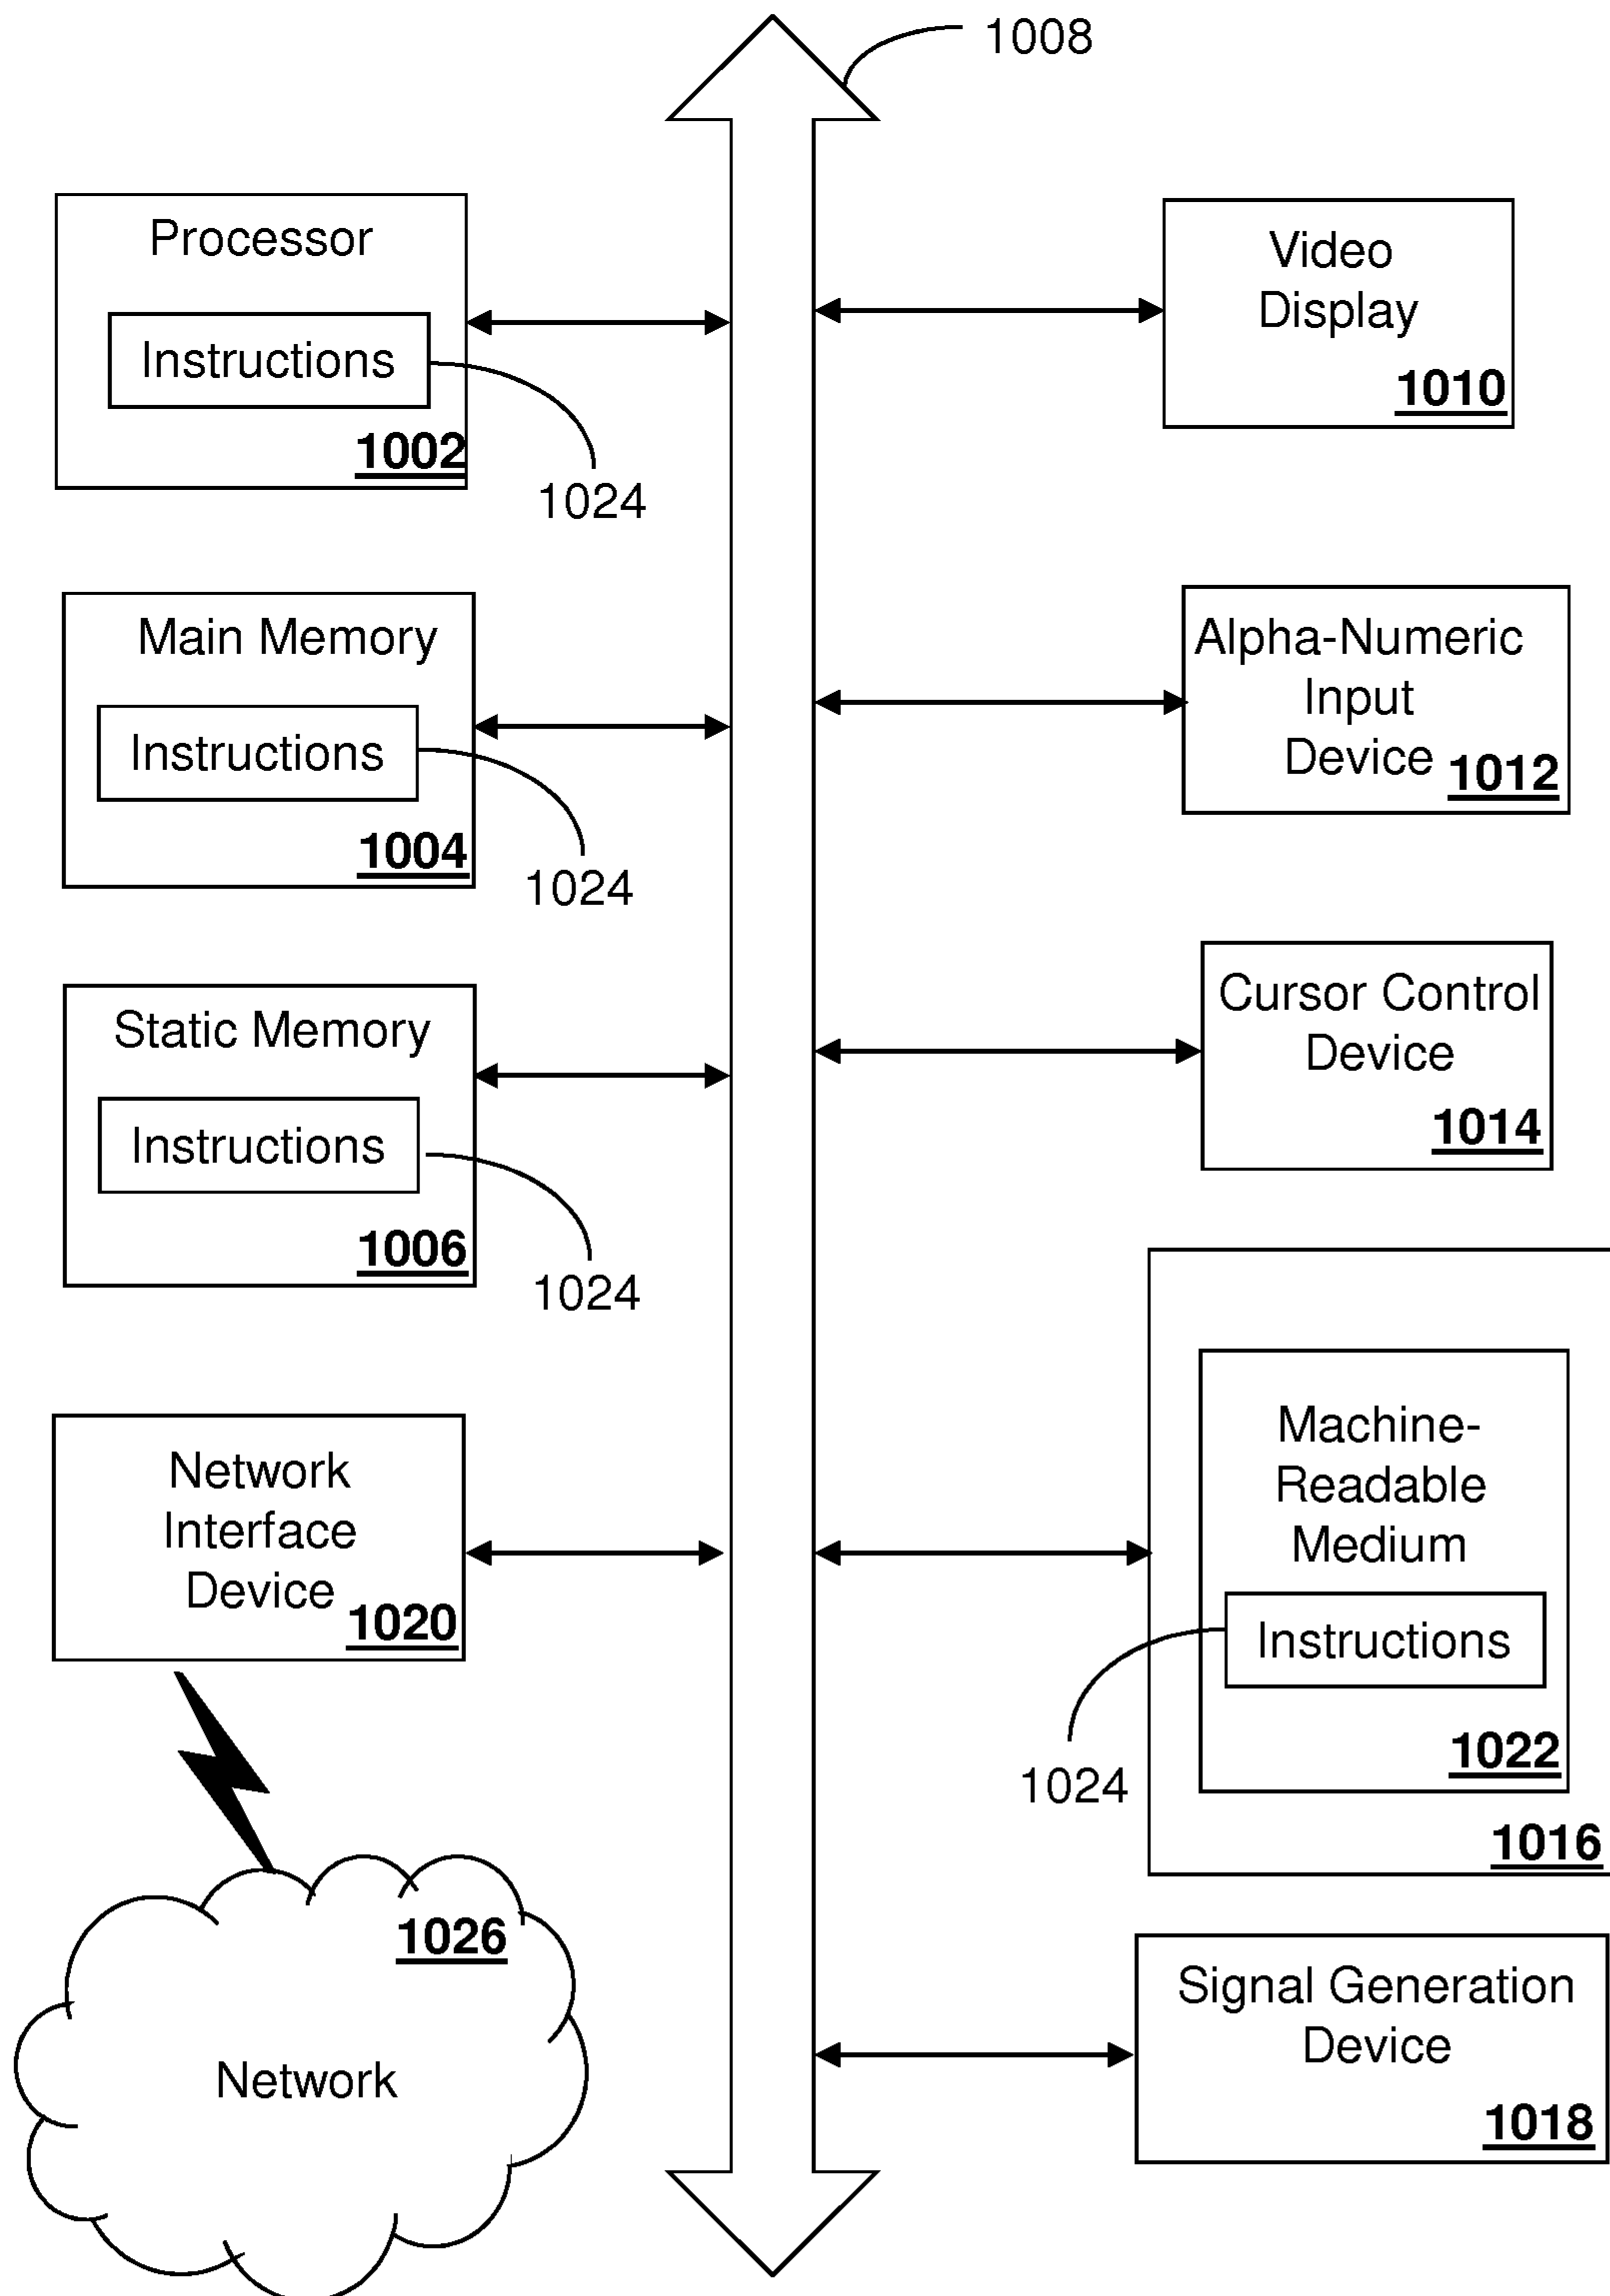 1008
Processor
Instructions
1002
1024
Main Memory
Instructions
1004
1024
Static Memory
Instructions
1006
1024
Network
Interface
Device
1020
1026
Network
Video
Display
1010
Alpha-Numeric
Input
Device
1012
Cursor Control
Device
1014
Machine-
Readable
Medium
Instructions
1022
1024
1016
Signal Generation
Device
1018